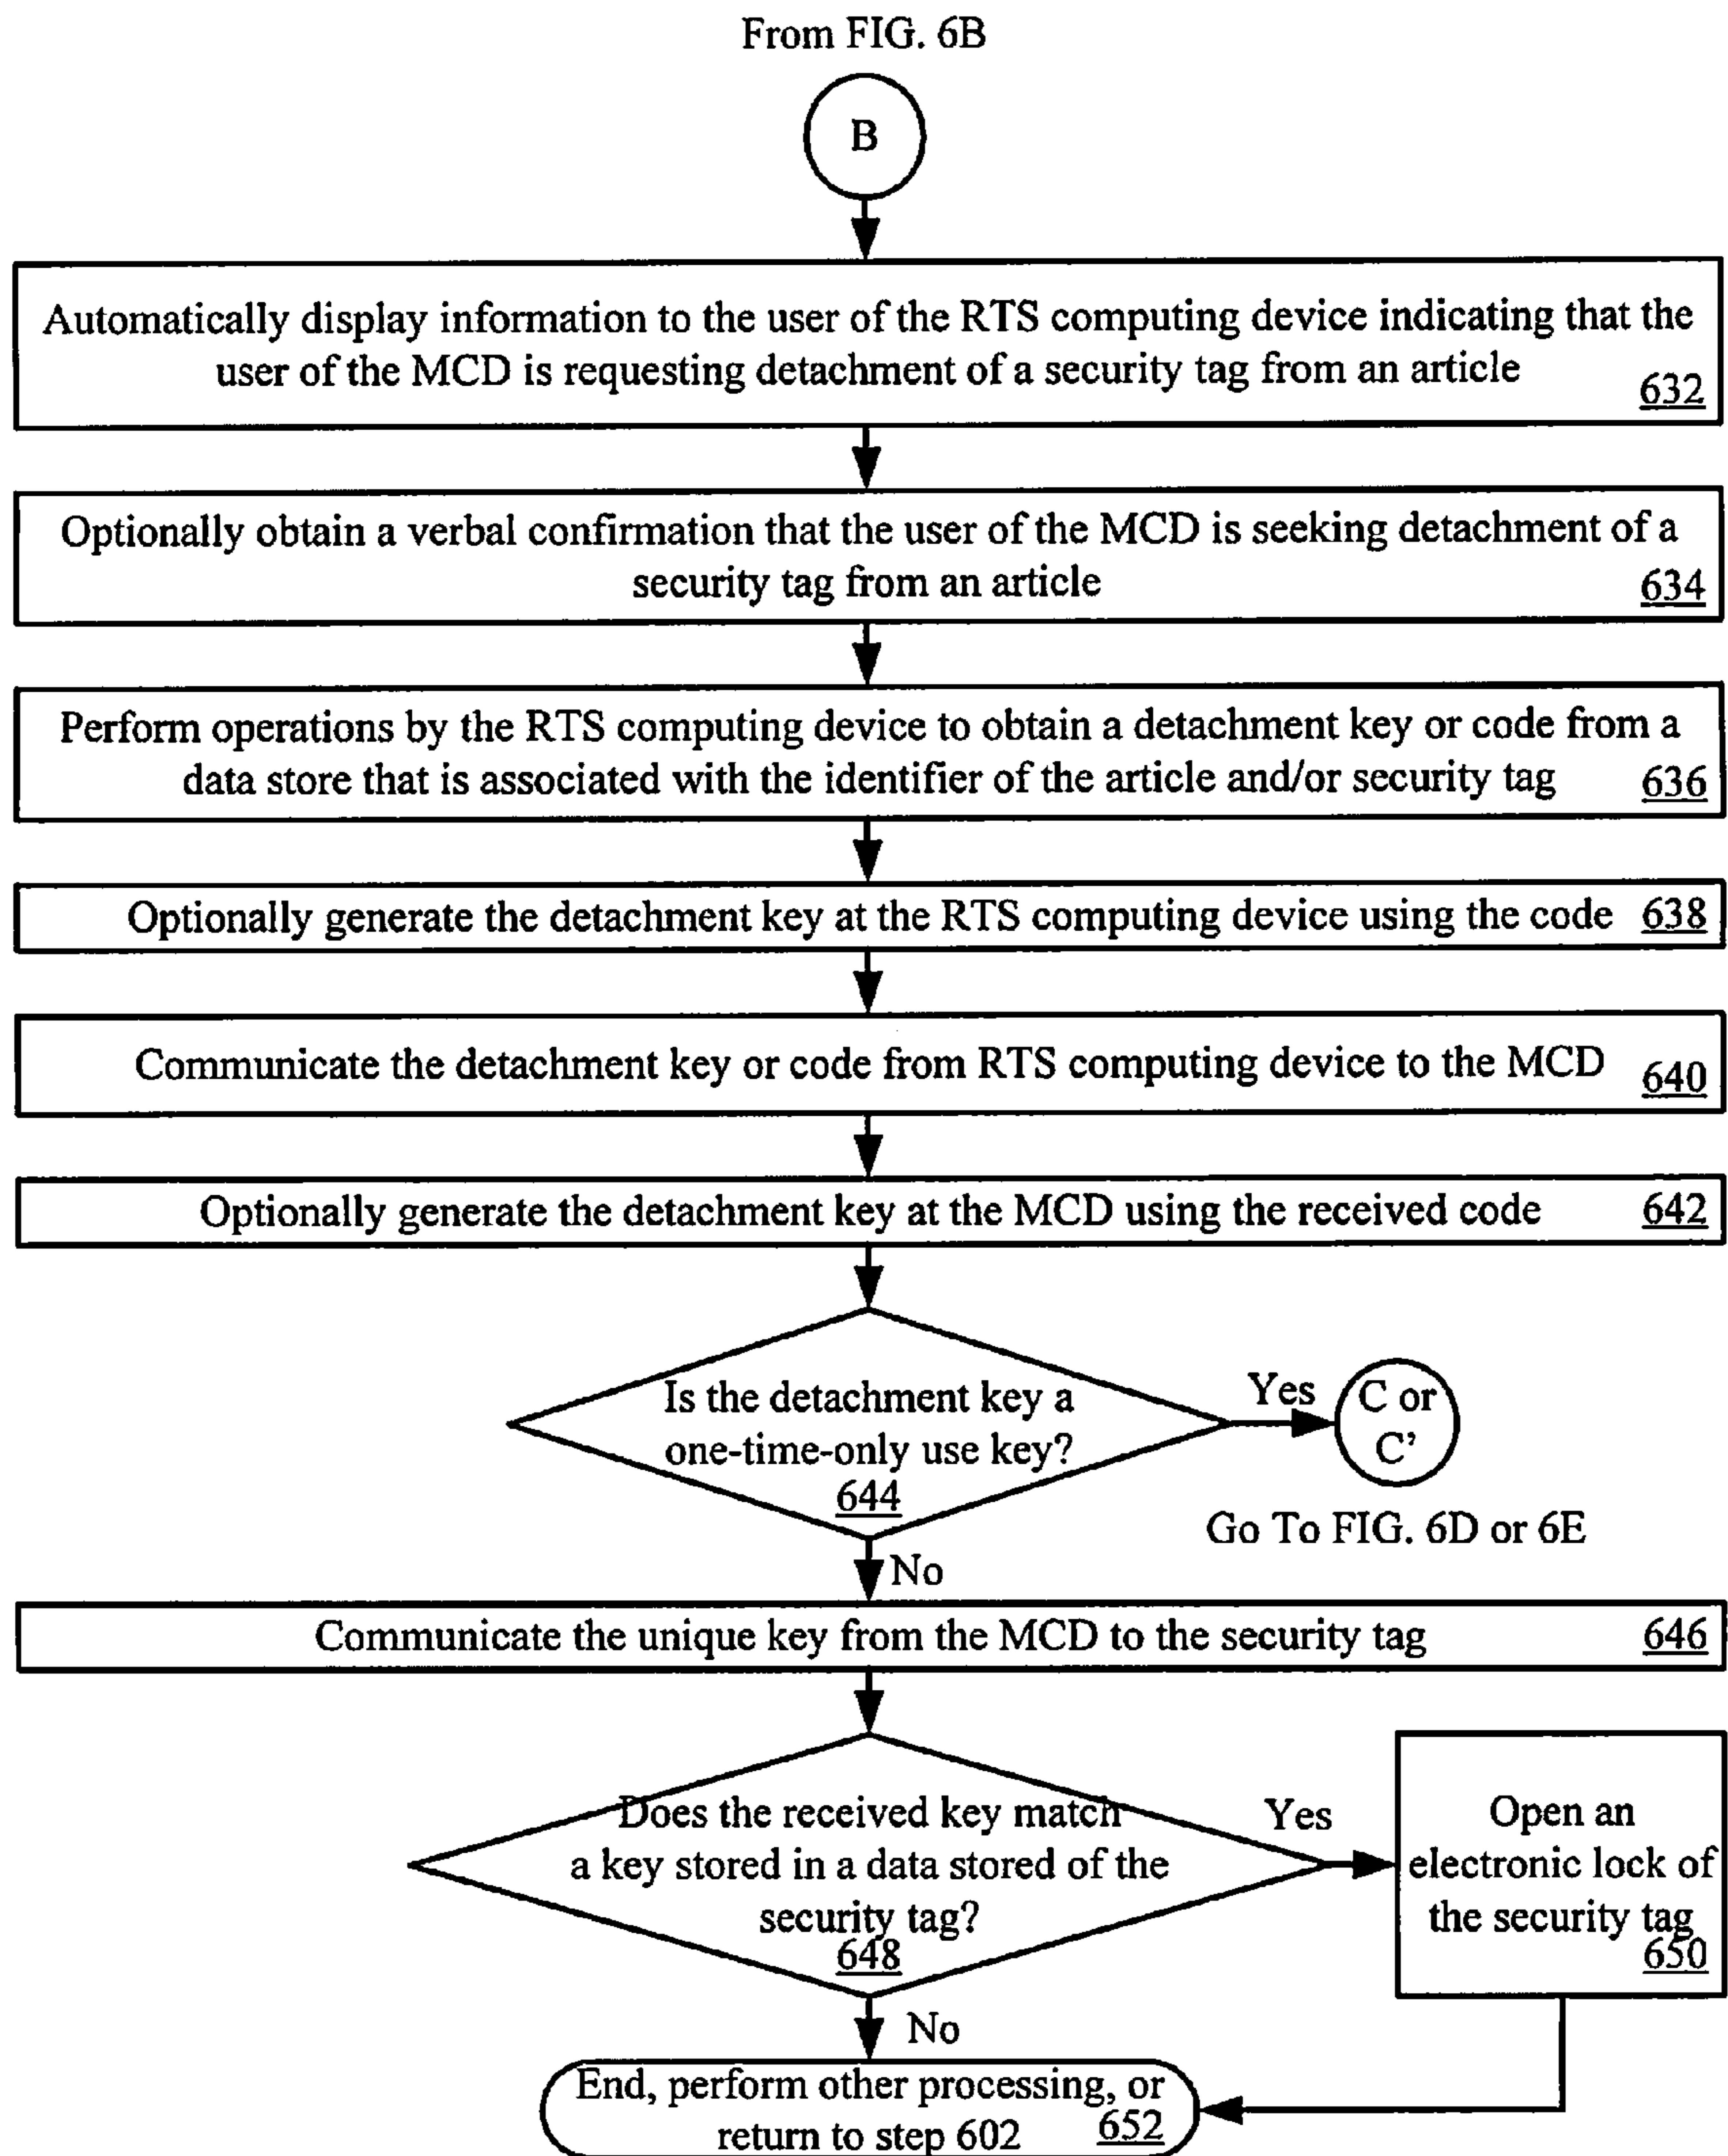 From FIG. 6B
B
Automatically display information to the user of the RTS computing device indicating that the
user of the MCD is requesting detachment of a security tag from an article
632
Optionally obtain a verbal confirmation that the user of the MCD is seeking detachment of a
security tag from an article
634
Perform operations by the RTS computing device to obtain a detachment key or code from a
data store that is associated with the identifier of the article and/or security tag
636
Optionally generate the detachment key at the RTS computing device using the code 638
Communicate the detachment key or code from RTS computing device to the MCD 640
Optionally generate the detachment key at the MCD using the received code 642
Is the detachment key a
one-time-only use key?
644
Yes
C or
C’
Go To FIG. 6D or 6E
No
Communicate the unique key from the MCD to the security tag 646
Does the received key match
a key stored in a data stored of the
security tag?
648
Yes
Open an
electronic lock of
the security tag
650
No
End, perform other processing, or
return to step 602 652